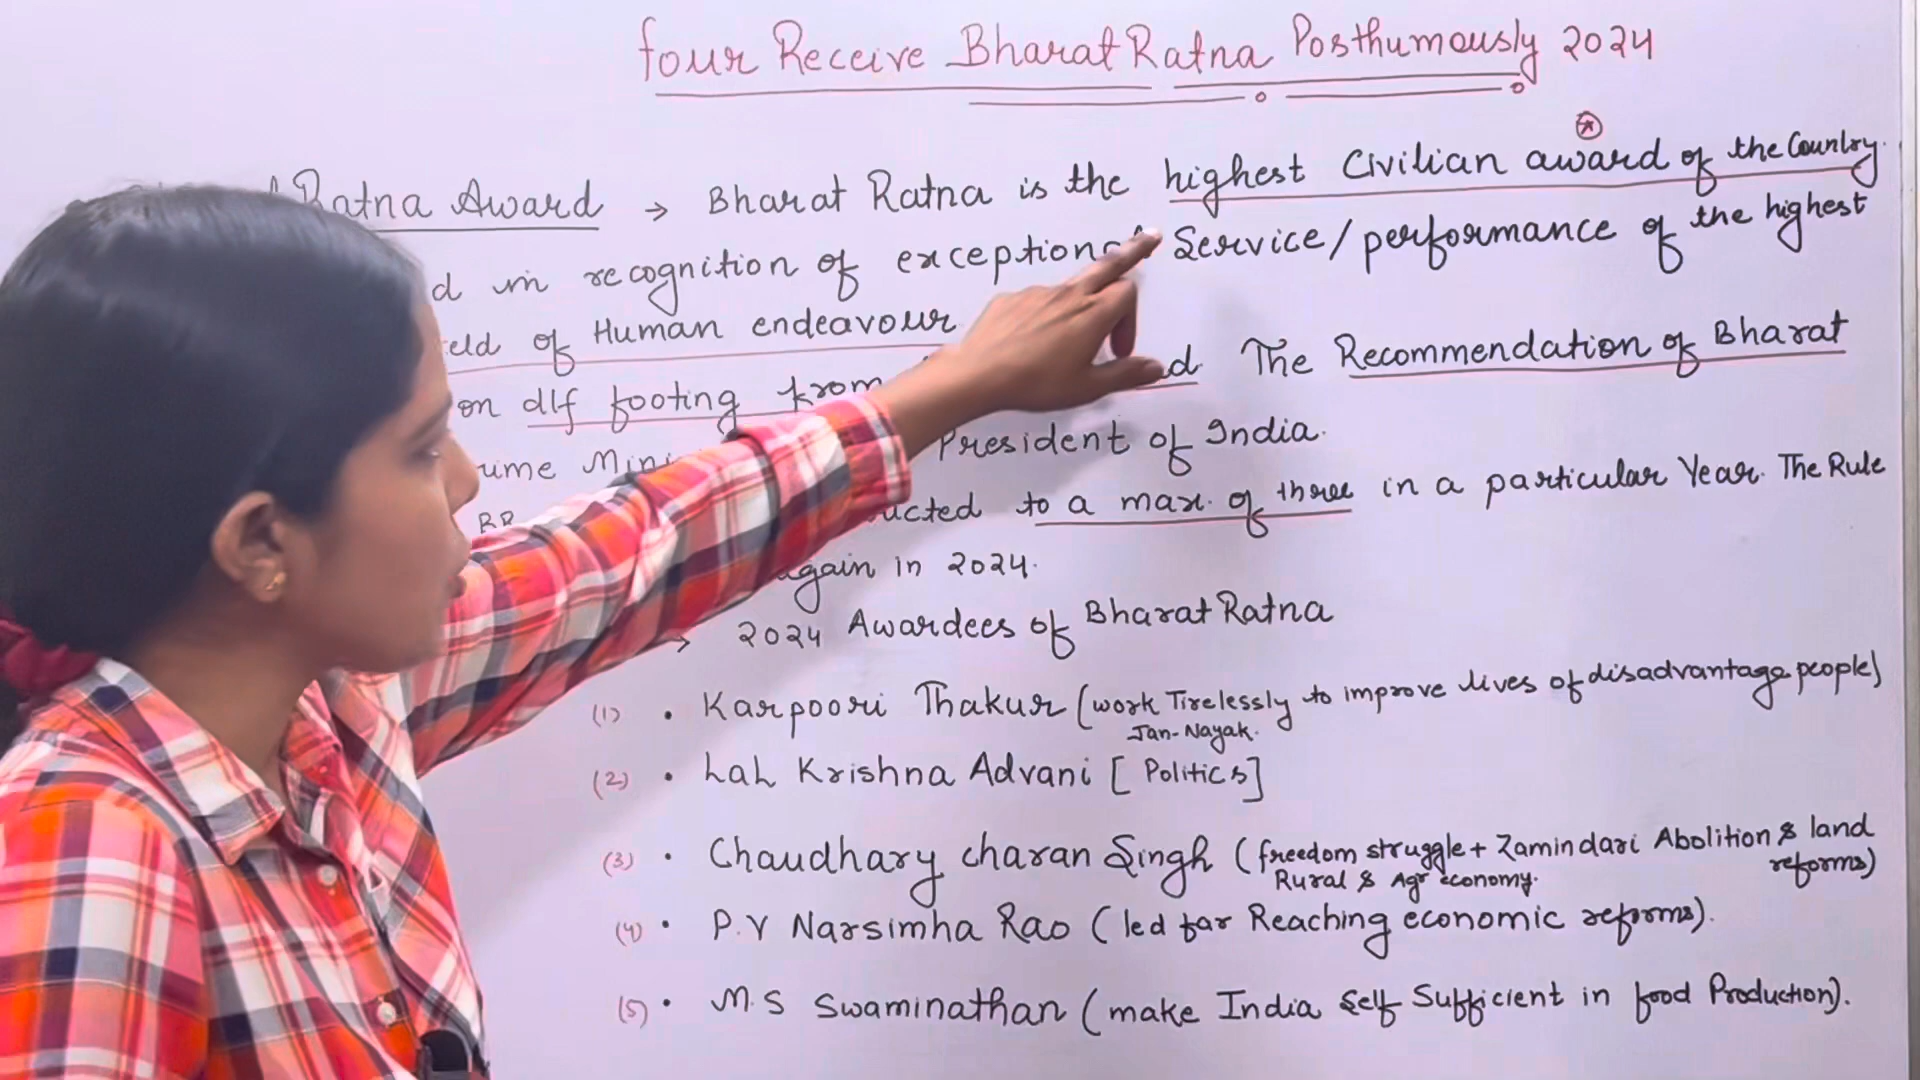 four Receive Bharat Ratna Posthumously 2024
Ratna Award → Bharat Ratna is the highest Civilian award of the Country.
d in recognition of exceptional Service/performance of the highest
eld of Human endeavour
on dlf footing from d. The Recommendation of Bharat
rime Mini President of India.
ucted to a max. of three in a particular Year. The Rule
again in 2024.
→ 2024 Awardees of Bharat Ratna
(1) • Karpoori Thakur (work Tirelessly to improve lives of disadvantage people)
Jan-Nayak.
(2) • Lal Krishna Advani [Politics]
(3) • Chaudhary Charan Singh (freedom struggle + Zamindari Abolition & land reforms)
Rural & Agr economy.
(4) • P.V Narsimha Rao (led far Reaching economic reforms).
(5) • M.S Swaminathan (make India Self Sufficient in food Production).